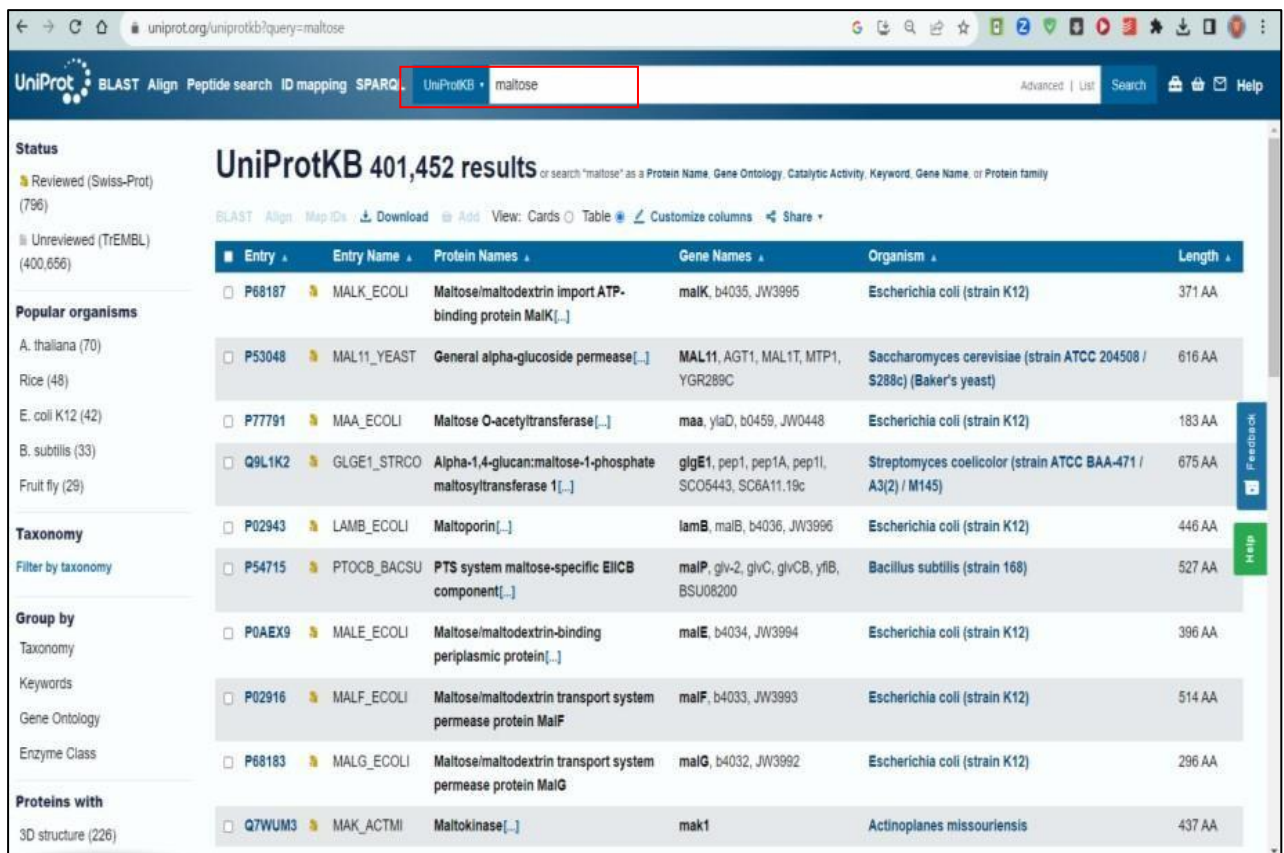 uniprot.org/uniprotkb?query=maltose
UniProt BLAST Align Peptide search ID mapping SPARQL UniProtKB maltose Advanced | List Search Help
Status
Reviewed (Swiss-Prot)
(796)
Unreviewed (TrEMBL)
(400,656)
Popular organisms
A. thaliana (70)
Rice (48)
E. coli K12 (42)
B. subtilis (33)
Fruit fly (29)
Taxonomy
Filter by taxonomy
Group by
Taxonomy
Keywords
Gene Ontology
Enzyme Class
Proteins with
3D structure (226)
UniProtKB 401,452 results or search "maltose" as a Protein Name, Gene Ontology, Catalytic Activity, Keyword, Gene Name, or Protein family
BLAST Align Map IDs Download Add View: Cards Table Customize columns Share
Entry Entry Name Protein Names Gene Names Organism Length
P68187 MALK_ECOLI Maltose/maltodextrin import ATP- malK, b4035, JW3995 Escherichia coli (strain K12) 371 AA
binding protein MalK[...]
P53048 MAL11_YEAST General alpha-glucoside permease[...] MAL11, AGT1, MAL1T, MTP1, Saccharomyces cerevisiae (strain ATCC 204508 / 616 AA
YGR289C S288c) (Baker's yeast)
P77791 MAA_ECOLI Maltose O-acetyltransferase[...] maa, ylaD, b0459, JW0448 Escherichia coli (strain K12) 183 AA
Q9L1K2 GLGE1_STRCO Alpha-1,4-glucan:maltose-1-phosphate glgE1, pep1, pep1A, pep1I, Streptomyces coelicolor (strain ATCC BAA-471 / 675 AA
maltosyltransferase 1[...] SCO5443, SC6A11.19c A3(2) / M145)
P02943 LAMB_ECOLI Maltoporin[...] lamB, malB, b4036, JW3996 Escherichia coli (strain K12) 446 AA
P54715 PTOCB_BACSU PTS system maltose-specific EIICB malP, glv-2, glvC, glvCB, yfiB, Bacillus subtilis (strain 168) 527 AA
component[...] BSU08200
P0AEX9 MALE_ECOLI Maltose/maltodextrin-binding malE, b4034, JW3994 Escherichia coli (strain K12) 396 AA
periplasmic protein[...]
P02916 MALF_ECOLI Maltose/maltodextrin transport system malF, b4033, JW3993 Escherichia coli (strain K12) 514 AA
permease protein MalF
P68183 MALG_ECOLI Maltose/maltodextrin transport system malG, b4032, JW3992 Escherichia coli (strain K12) 296 AA
permease protein MalG
Q7WUM3 MAK_ACTMI Maltokinase[...] mak1 Actinoplanes missouriensis 437 AA
Feedback
Help